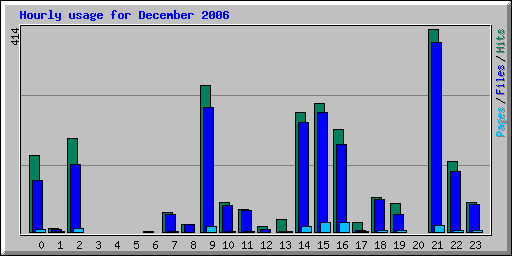 Hourly usage for December 2006
414
Pages/Files/Hits
0 1 2 3 4 5 6 7 8 9 10 11 12 13 14 15 16 17 18 19 20 21 22 23